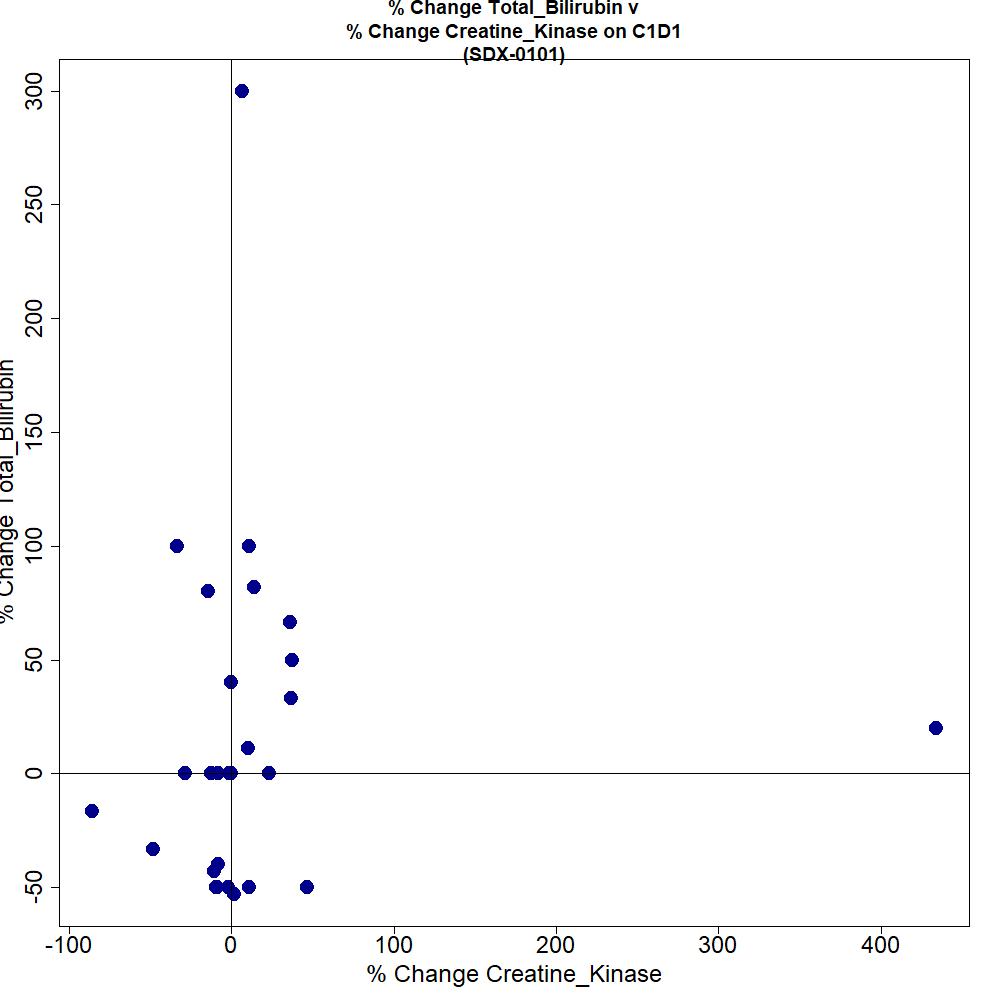 % Change Total_Bilirubin v
% Change Creatine_Kinase on C1D1
(SDX-0101)
% Change Total_Bilirubin
300
250
200
150
100
50
0
-50
-100 0 100 200 300 400
% Change Creatine_Kinase